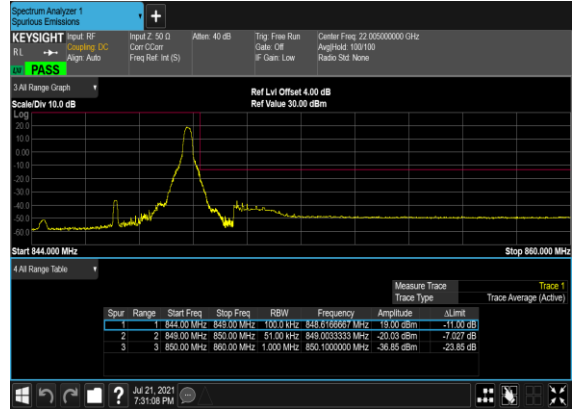 Spectrum Analyzer 1
Spurious Emissions
+
KEYSIGHT Input: RF Input Z: 50 Ω Atten: 40 dB Trig: Free Run Center Freq: 22.005000000 GHz
RL Coupling: DC Corr CCorr Gate: Off Avg|Hold: 100/100
Align: Auto Freq Ref: Int (S) IF Gain: Low Radio Std: None
LW PASS
3 All Range Graph
Ref Lvl Offset 4.00 dB
Scale/Div 10.0 dB Ref Value 30.00 dBm
Log
20.0
10.0
0.00
-10.0
-20.0
-30.0
-40.0
-50.0
-60.0
Start 844.000 MHz Stop 860.000 MHz
4 All Range Table
Measure Trace Trace 1
Trace Type Trace Average (Active)
Spur Range Start Freq Stop Freq RBW Frequency Amplitude ΔLimit
1 1 844.00 MHz 849.00 MHz 100.0 kHz 848.6166667 MHz 19.00 dBm -11.00 dB
2 2 849.00 MHz 850.00 MHz 51.00 kHz 849.0033333 MHz -20.03 dBm -7.027 dB
3 3 850.00 MHz 860.00 MHz 1.000 MHz 850.1000000 MHz -36.85 dBm -23.85 dB
? Jul 21, 2021
7:31:08 PM